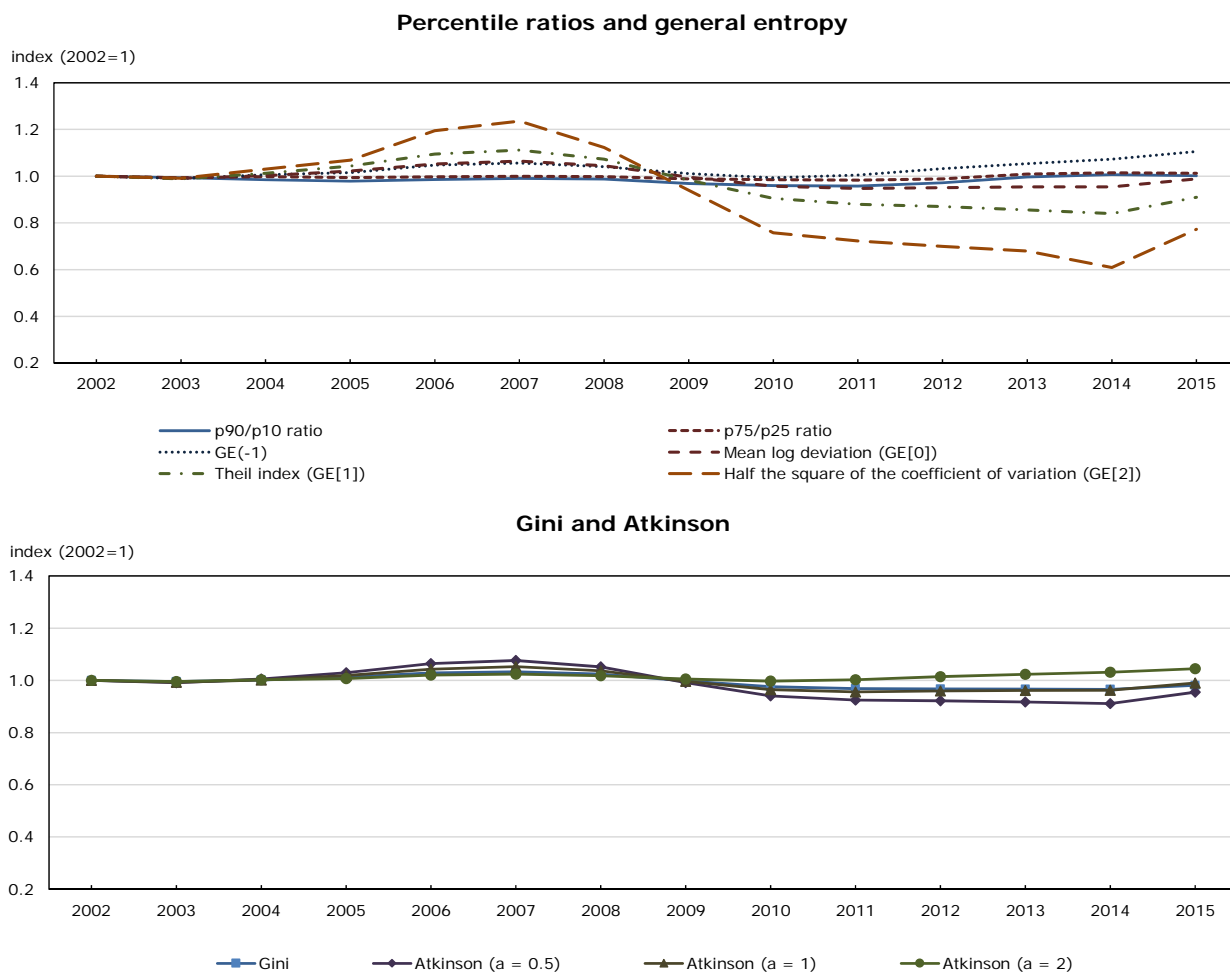 Percentile ratios and general entropy
index (2002=1)
1.4
1.2
1.0
0.8
0.6
0.4
0.2
2002 2003 2004 2005 2006 2007 2008 2009 2010 2011 2012 2013 2014 2015
p90/p10 ratio p75/p25 ratio
GE(-1) Mean log deviation (GE[0])
Theil index (GE[1]) Half the square of the coefficient of variation (GE[2])
Gini and Atkinson
index (2002=1)
1.4
1.2
1.0
0.8
0.6
0.4
0.2
2002 2003 2004 2005 2006 2007 2008 2009 2010 2011 2012 2013 2014 2015
Gini Atkinson (a = 0.5) Atkinson (a = 1) Atkinson (a = 2)